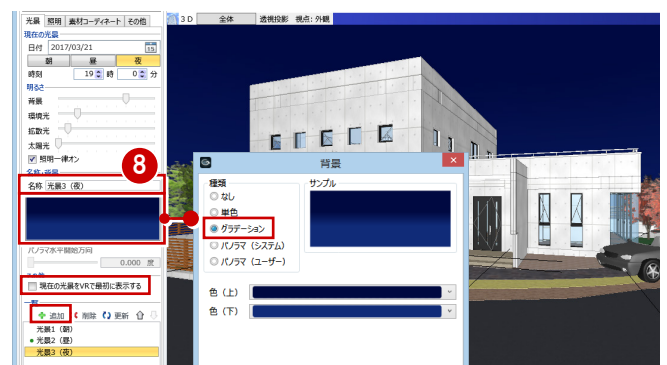 光景 照明 素材コーディネート その他
現在の光景
日付 2017/03/21 15
朝 昼 夜
時刻 19 時 0 分
明るさ
背景
環境光
拡散光
太陽光
照明一律オン
8
名称・背景
名称 光景3（夜）
パノラマ水平開始方向
0.000 度
その他
現在の光景をVRで最初に表示する
一覧
追加 削除 更新
光景1（朝）
光景2（昼）
光景3（夜）
3D 全体 透視投影 視点: 外観
背景
種類
なし
単色
グラデーション
パノラマ（システム）
パノラマ（ユーザー）
サンプル
色（上）
色（下）